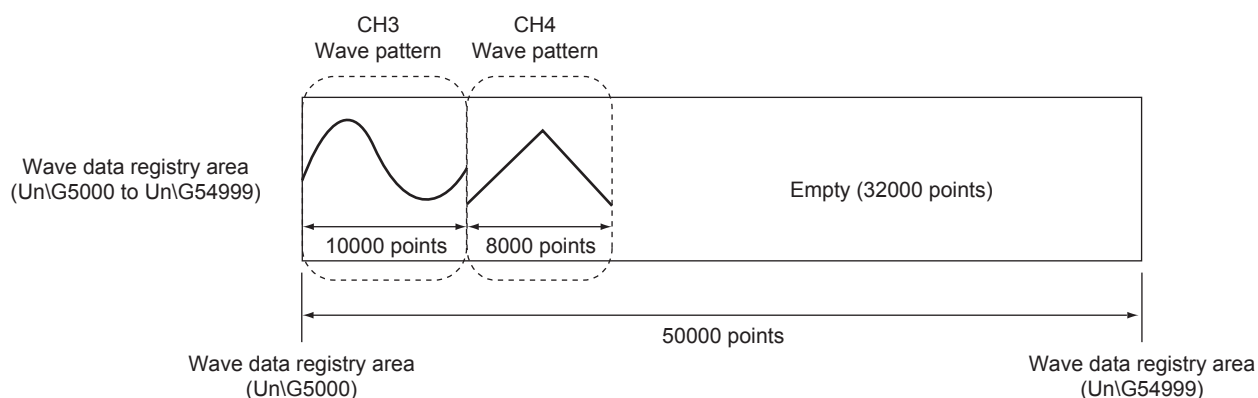 CH3
Wave pattern
CH4
Wave pattern
Wave data registry area
(Un\G5000 to Un\G54999)
Empty (32000 points)
10000 points
8000 points
50000 points
Wave data registry area
(Un\G5000)
Wave data registry area
(Un\G54999)